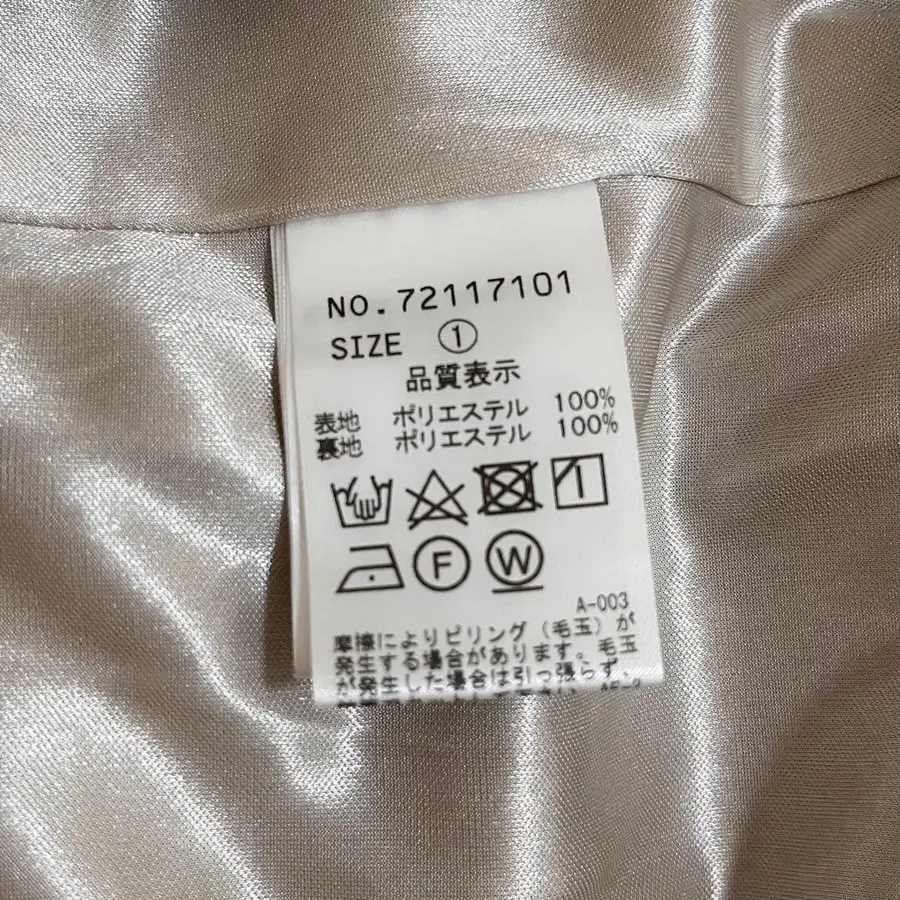 NO.72117101
SIZE ①
品質表示
表地 ポリエステル 100%
裏地 ポリエステル 100%
F W
A-003
摩擦によりピリング（毛玉）が
発生する場合があります。毛玉
が発生した場合は引っ張らず、